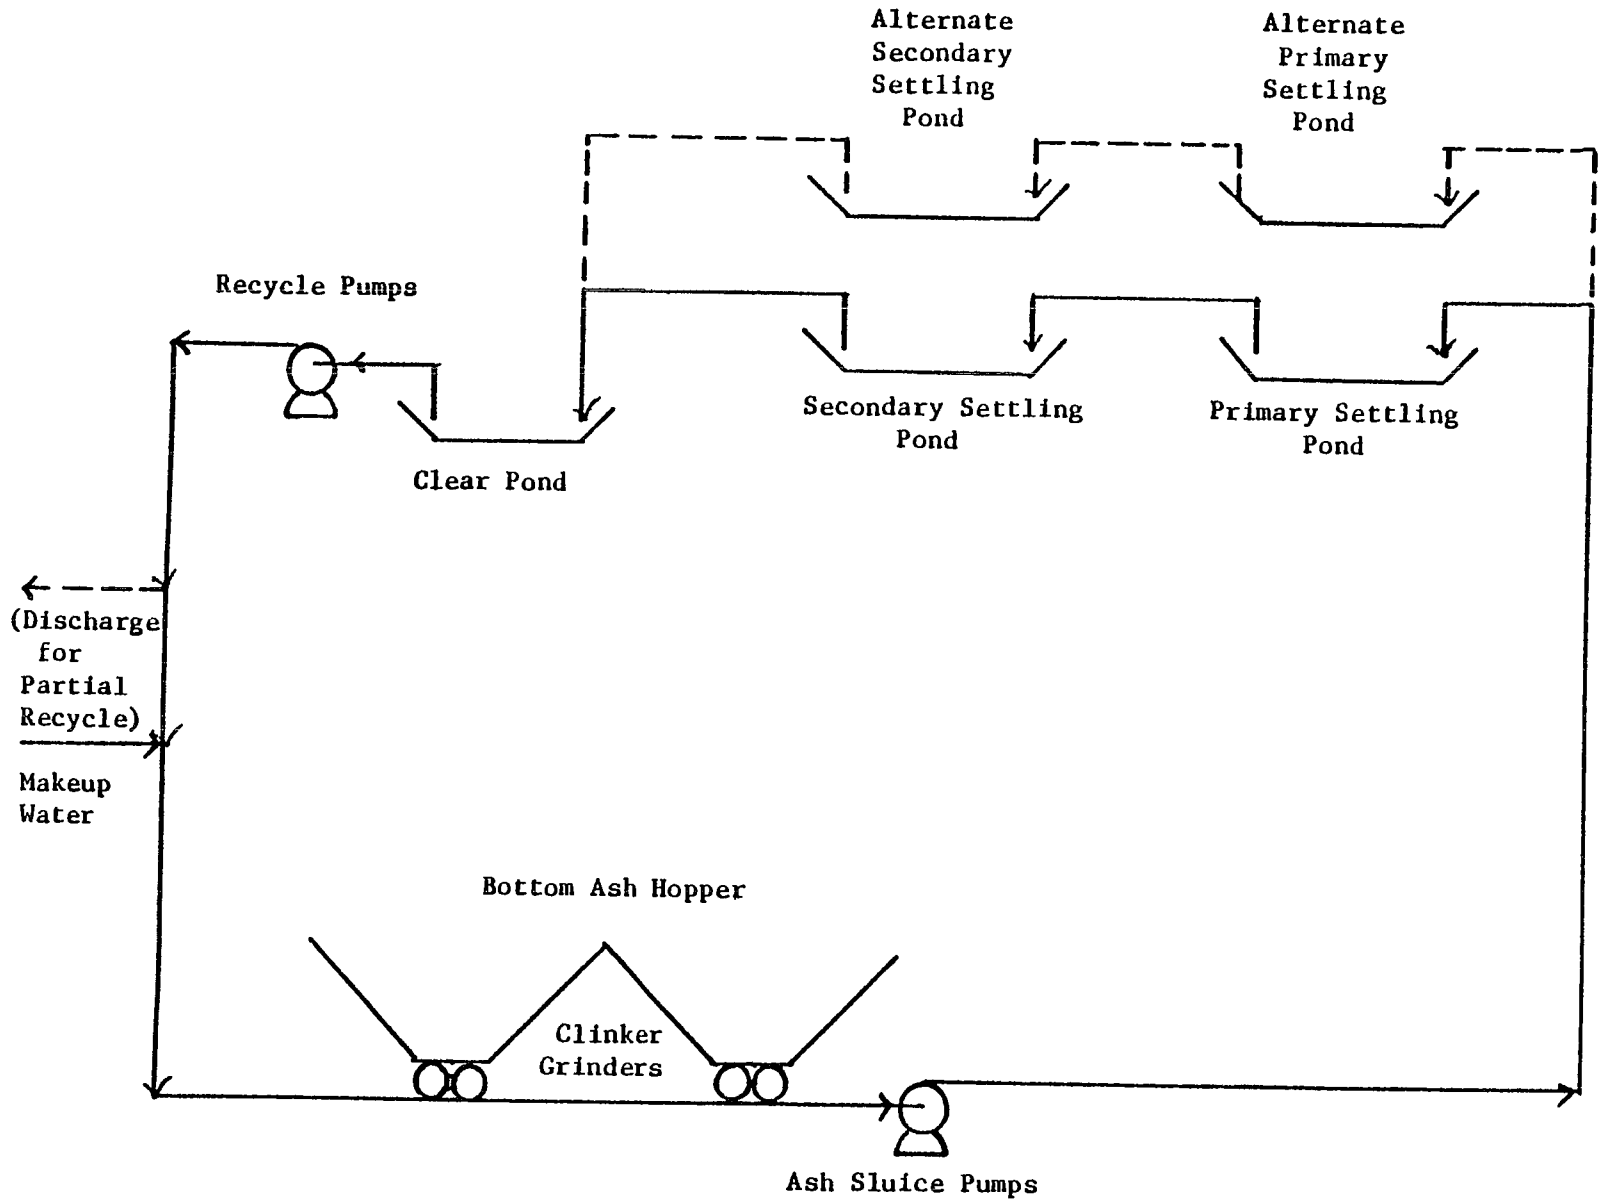 Alternate
Secondary
Settling
Pond
Alternate
Primary
Settling
Pond
Recycle Pumps
Secondary Settling
Pond
Primary Settling
Pond
Clear Pond
(Discharge
for
Partial
Recycle)
Makeup
Water
Bottom Ash Hopper
Clinker
Grinders
Ash Sluice Pumps